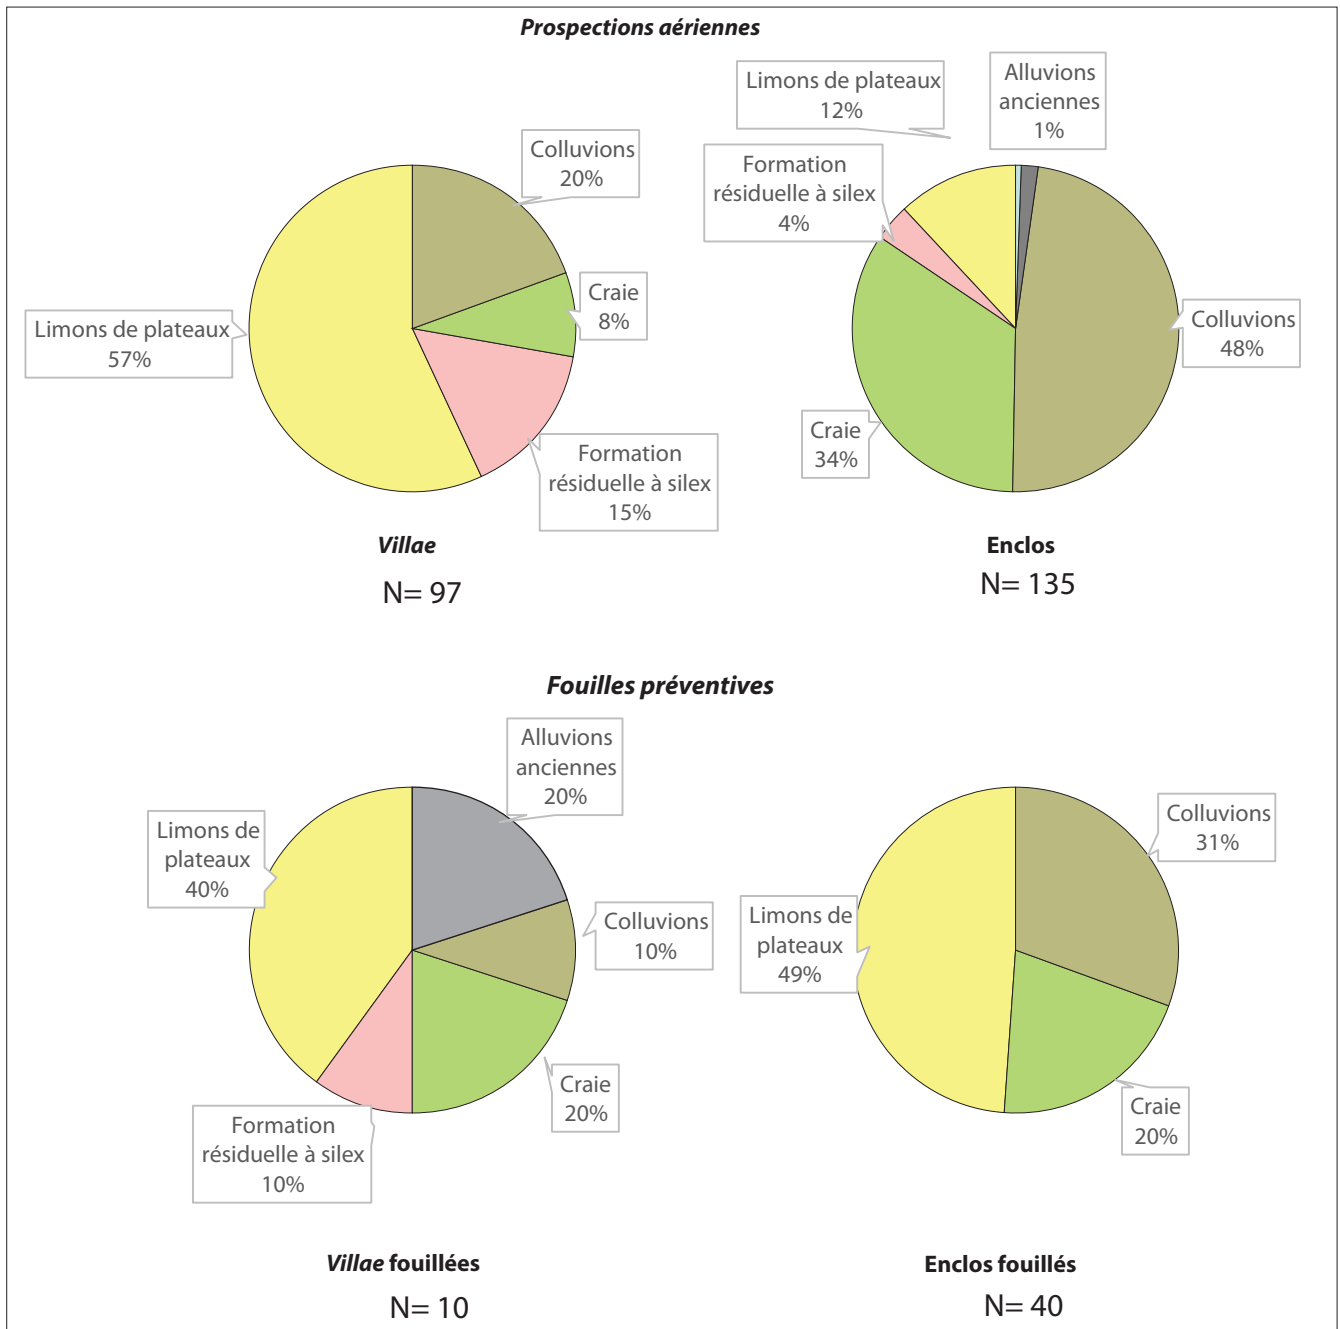 Prospections aériennes
Colluvions
20%
Craie
8%
Formation
résiduelle à silex
15%
Limons de plateaux
57%
Villae
N= 97
Limons de plateaux
12%
Alluvions
anciennes
1%
Formation
résiduelle à silex
4%
Colluvions
48%
Craie
34%
Enclos
N= 135
Fouilles préventives
Alluvions
anciennes
20%
Limons de
plateaux
40%
Colluvions
10%
Craie
20%
Formation
résiduelle à silex
10%
Villae fouillées
N= 10
Colluvions
31%
Limons de
plateaux
49%
Craie
20%
Enclos fouillés
N= 40